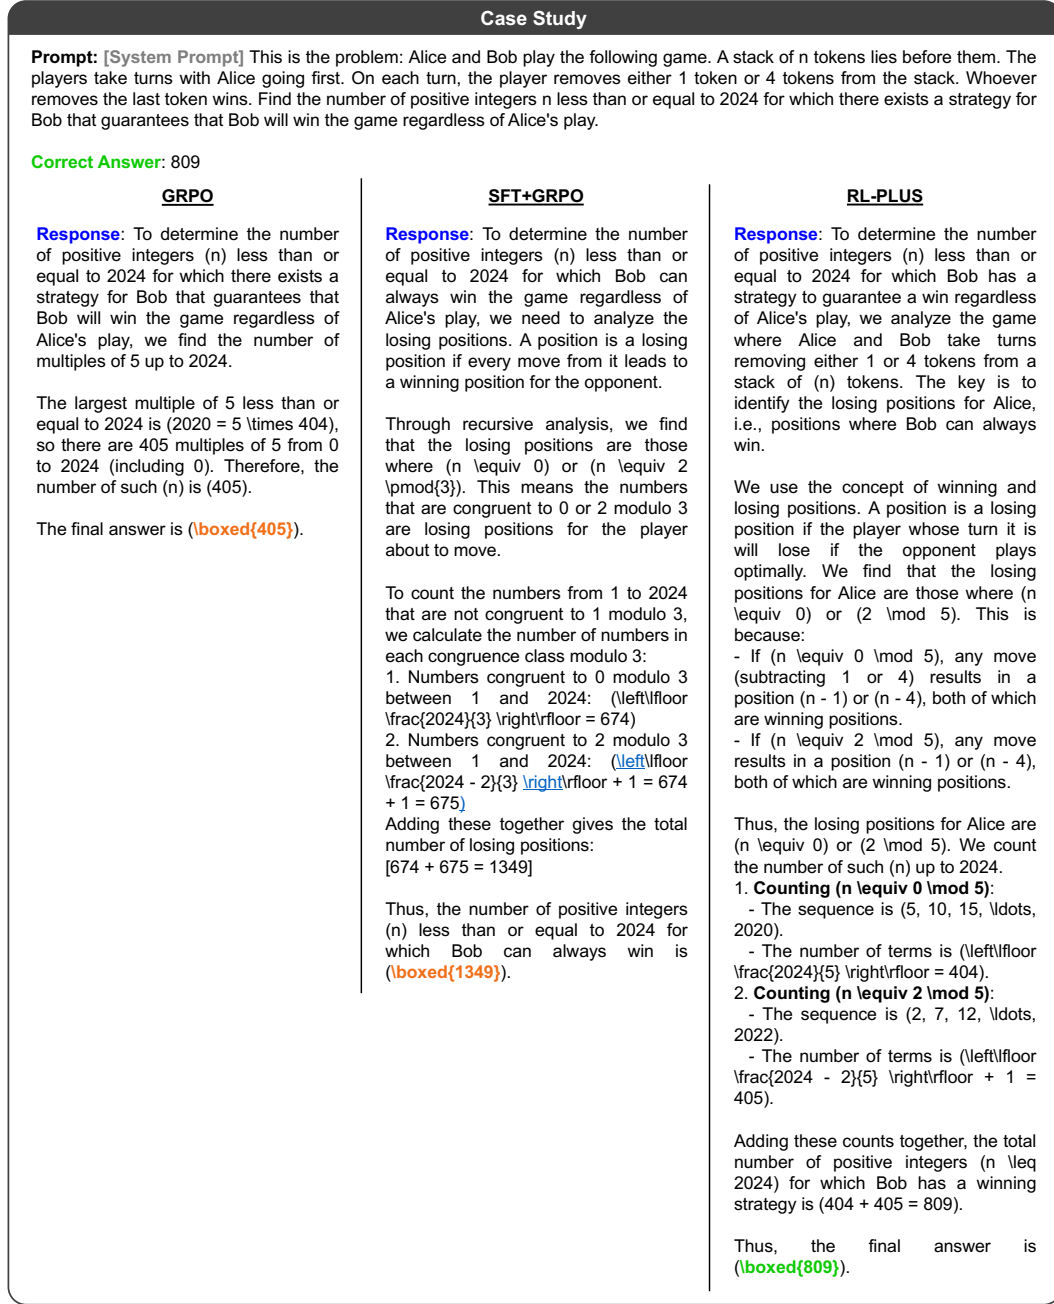 Case Study
Prompt: [System Prompt] This is the problem: Alice and Bob play the following game. A stack of n tokens lies before them. The
players take turns with Alice going first. On each turn, the player removes either 1 token or 4 tokens from the stack. Whoever
removes the last token wins. Find the number of positive integers n less than or equal to 2024 for which there exists a strategy for
Bob that guarantees that Bob will win the game regardless of Alice's play.
Correct Answer: 809
GRPO
Response: To determine the number
of positive integers (n) less than or
equal to 2024 for which there exists a
strategy for Bob that guarantees that
Bob will win the game regardless of
Alice's play, we find the number of
multiples of 5 up to 2024.
The largest multiple of 5 less than or
equal to 2024 is (2020 = 5 \times 404),
so there are 405 multiples of 5 from 0
to 2024 (including 0). Therefore, the
number of such (n) is (405).
The final answer is (\boxed{405}).
SFT+GRPO
Response: To determine the number
of positive integers (n) less than or
equal to 2024 for which Bob can
always win the game regardless of
Alice's play, we need to analyze the
losing positions. A position is a losing
position if every move from it leads to
a winning position for the opponent.
Through recursive analysis, we find
that the losing positions are those
where (n \equiv 0) or (n \equiv 2
\pmod{3}). This means the numbers
that are congruent to 0 or 2 modulo 3
are losing positions for the player
about to move.
To count the numbers from 1 to 2024
that are not congruent to 1 modulo 3,
we calculate the number of numbers in
each congruence class modulo 3:
1. Numbers congruent to 0 modulo 3
between 1 and 2024: (\left\lfloor
\frac{2024}{3} \right\rfloor = 674)
2. Numbers congruent to 2 modulo 3
between 1 and 2024: (\left\lfloor
\frac{2024 - 2}{3} \right\rfloor + 1 = 674
+ 1 = 675)
Adding these together gives the total
number of losing positions:
[674 + 675 = 1349]
Thus, the number of positive integers
(n) less than or equal to 2024 for
which Bob can always win is
(\boxed{1349}).
RL-PLUS
Response: To determine the number
of positive integers (n) less than or
equal to 2024 for which Bob has a
strategy to guarantee a win regardless
of Alice's play, we analyze the game
where Alice and Bob take turns
removing either 1 or 4 tokens from a
stack of (n) tokens. The key is to
identify the losing positions for Alice,
i.e., positions where Bob can always
win.
We use the concept of winning and
losing positions. A position is a losing
position if the player whose turn it is
will lose if the opponent plays
optimally. We find that the losing
positions for Alice are those where (n
\equiv 0) or (2 \mod 5). This is
because:
- If (n \equiv 0 \mod 5), any move
(subtracting 1 or 4) results in a
position (n - 1) or (n - 4), both of which
are winning positions.
- If (n \equiv 2 \mod 5), any move
results in a position (n - 1) or (n - 4),
both of which are winning positions.
Thus, the losing positions for Alice are
(n \equiv 0) or (2 \mod 5). We count
the number of such (n) up to 2024.
1. Counting (n \equiv 0 \mod 5):
- The sequence is (5, 10, 15, \ldots,
2020).
- The number of terms is (\left\lfloor
\frac{2024}{5} \right\rfloor = 404).
2. Counting (n \equiv 2 \mod 5):
- The sequence is (2, 7, 12, \ldots,
2022).
- The number of terms is (\left\lfloor
\frac{2024 - 2}{5} \right\rfloor + 1 =
405).
Adding these counts together, the total
number of positive integers (n \leq
2024) for which Bob has a winning
strategy is (404 + 405 = 809).
Thus, the final answer is
(\boxed{809}).